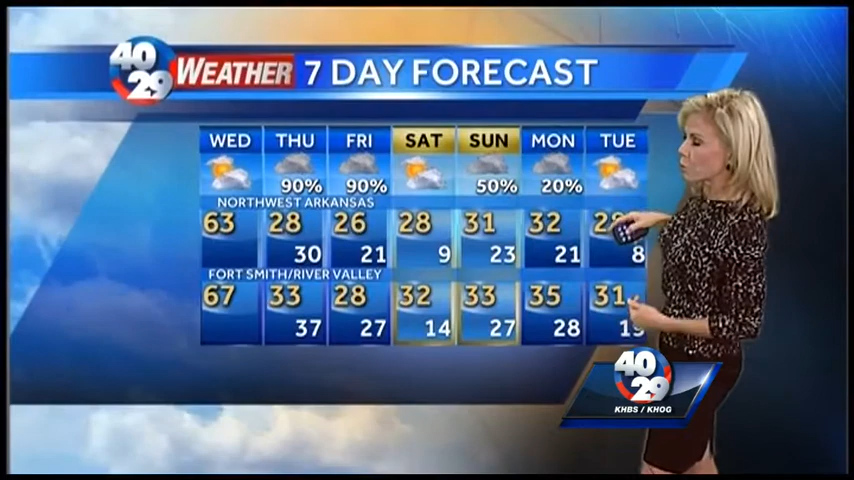 40 29 WEATHER 7 DAY FORECAST
WED THU FRI SAT SUN MON TUE
90% 90% 50% 20%
NORTHWEST ARKANSAS
63 28 26 28 31 32
30 21 9 23 21 8
FORT SMITH/RIVER VALLEY
67 33 28 32 33 35 31
37 27 14 27 28
40
29
KHBS / KHOG